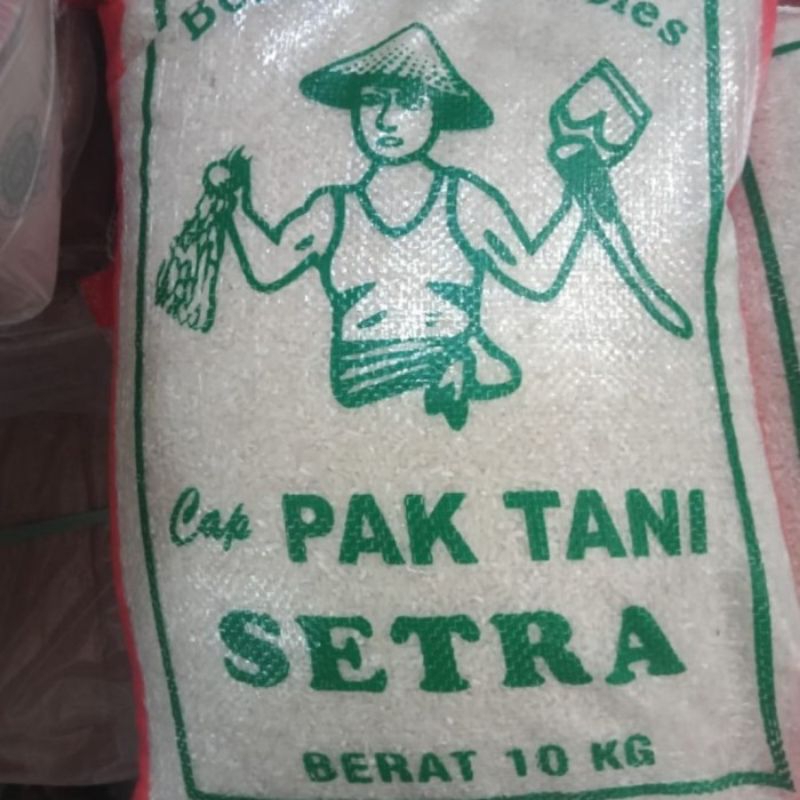 Cap PAK TANI
SETRA
BERAT 10 KG